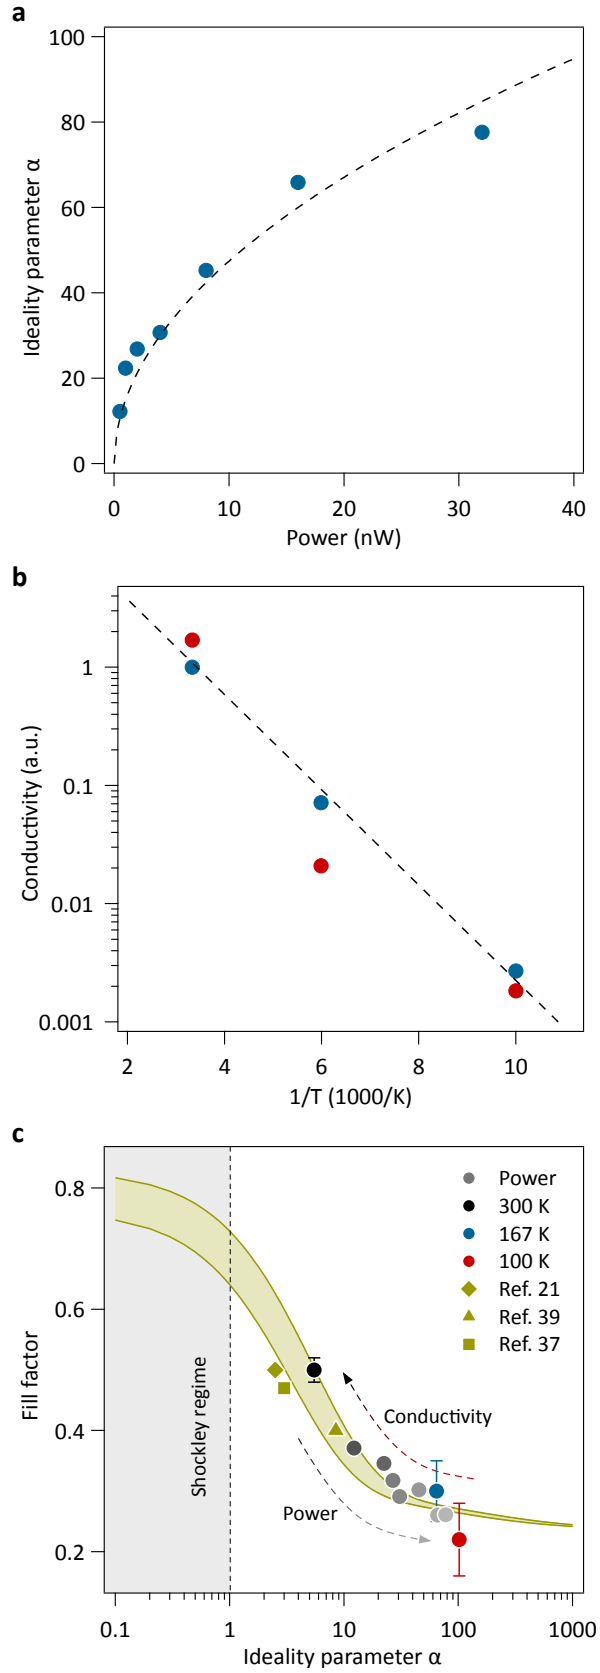 a
100
80
60
40
20
0
Ideality parameter α
0 10 20 30 40
Power (nW)
b
1
0.1
0.01
0.001
Conductivity (a.u.)
2 4 6 8 10
1/T (1000/K)
c
0.8
0.6
0.4
0.2
Fill factor
Shockley regime
Power
300 K
167 K
100 K
Ref. 21
Ref. 39
Ref. 37
Conductivity
Power
0.1 1 10 100 1000
Ideality parameter α